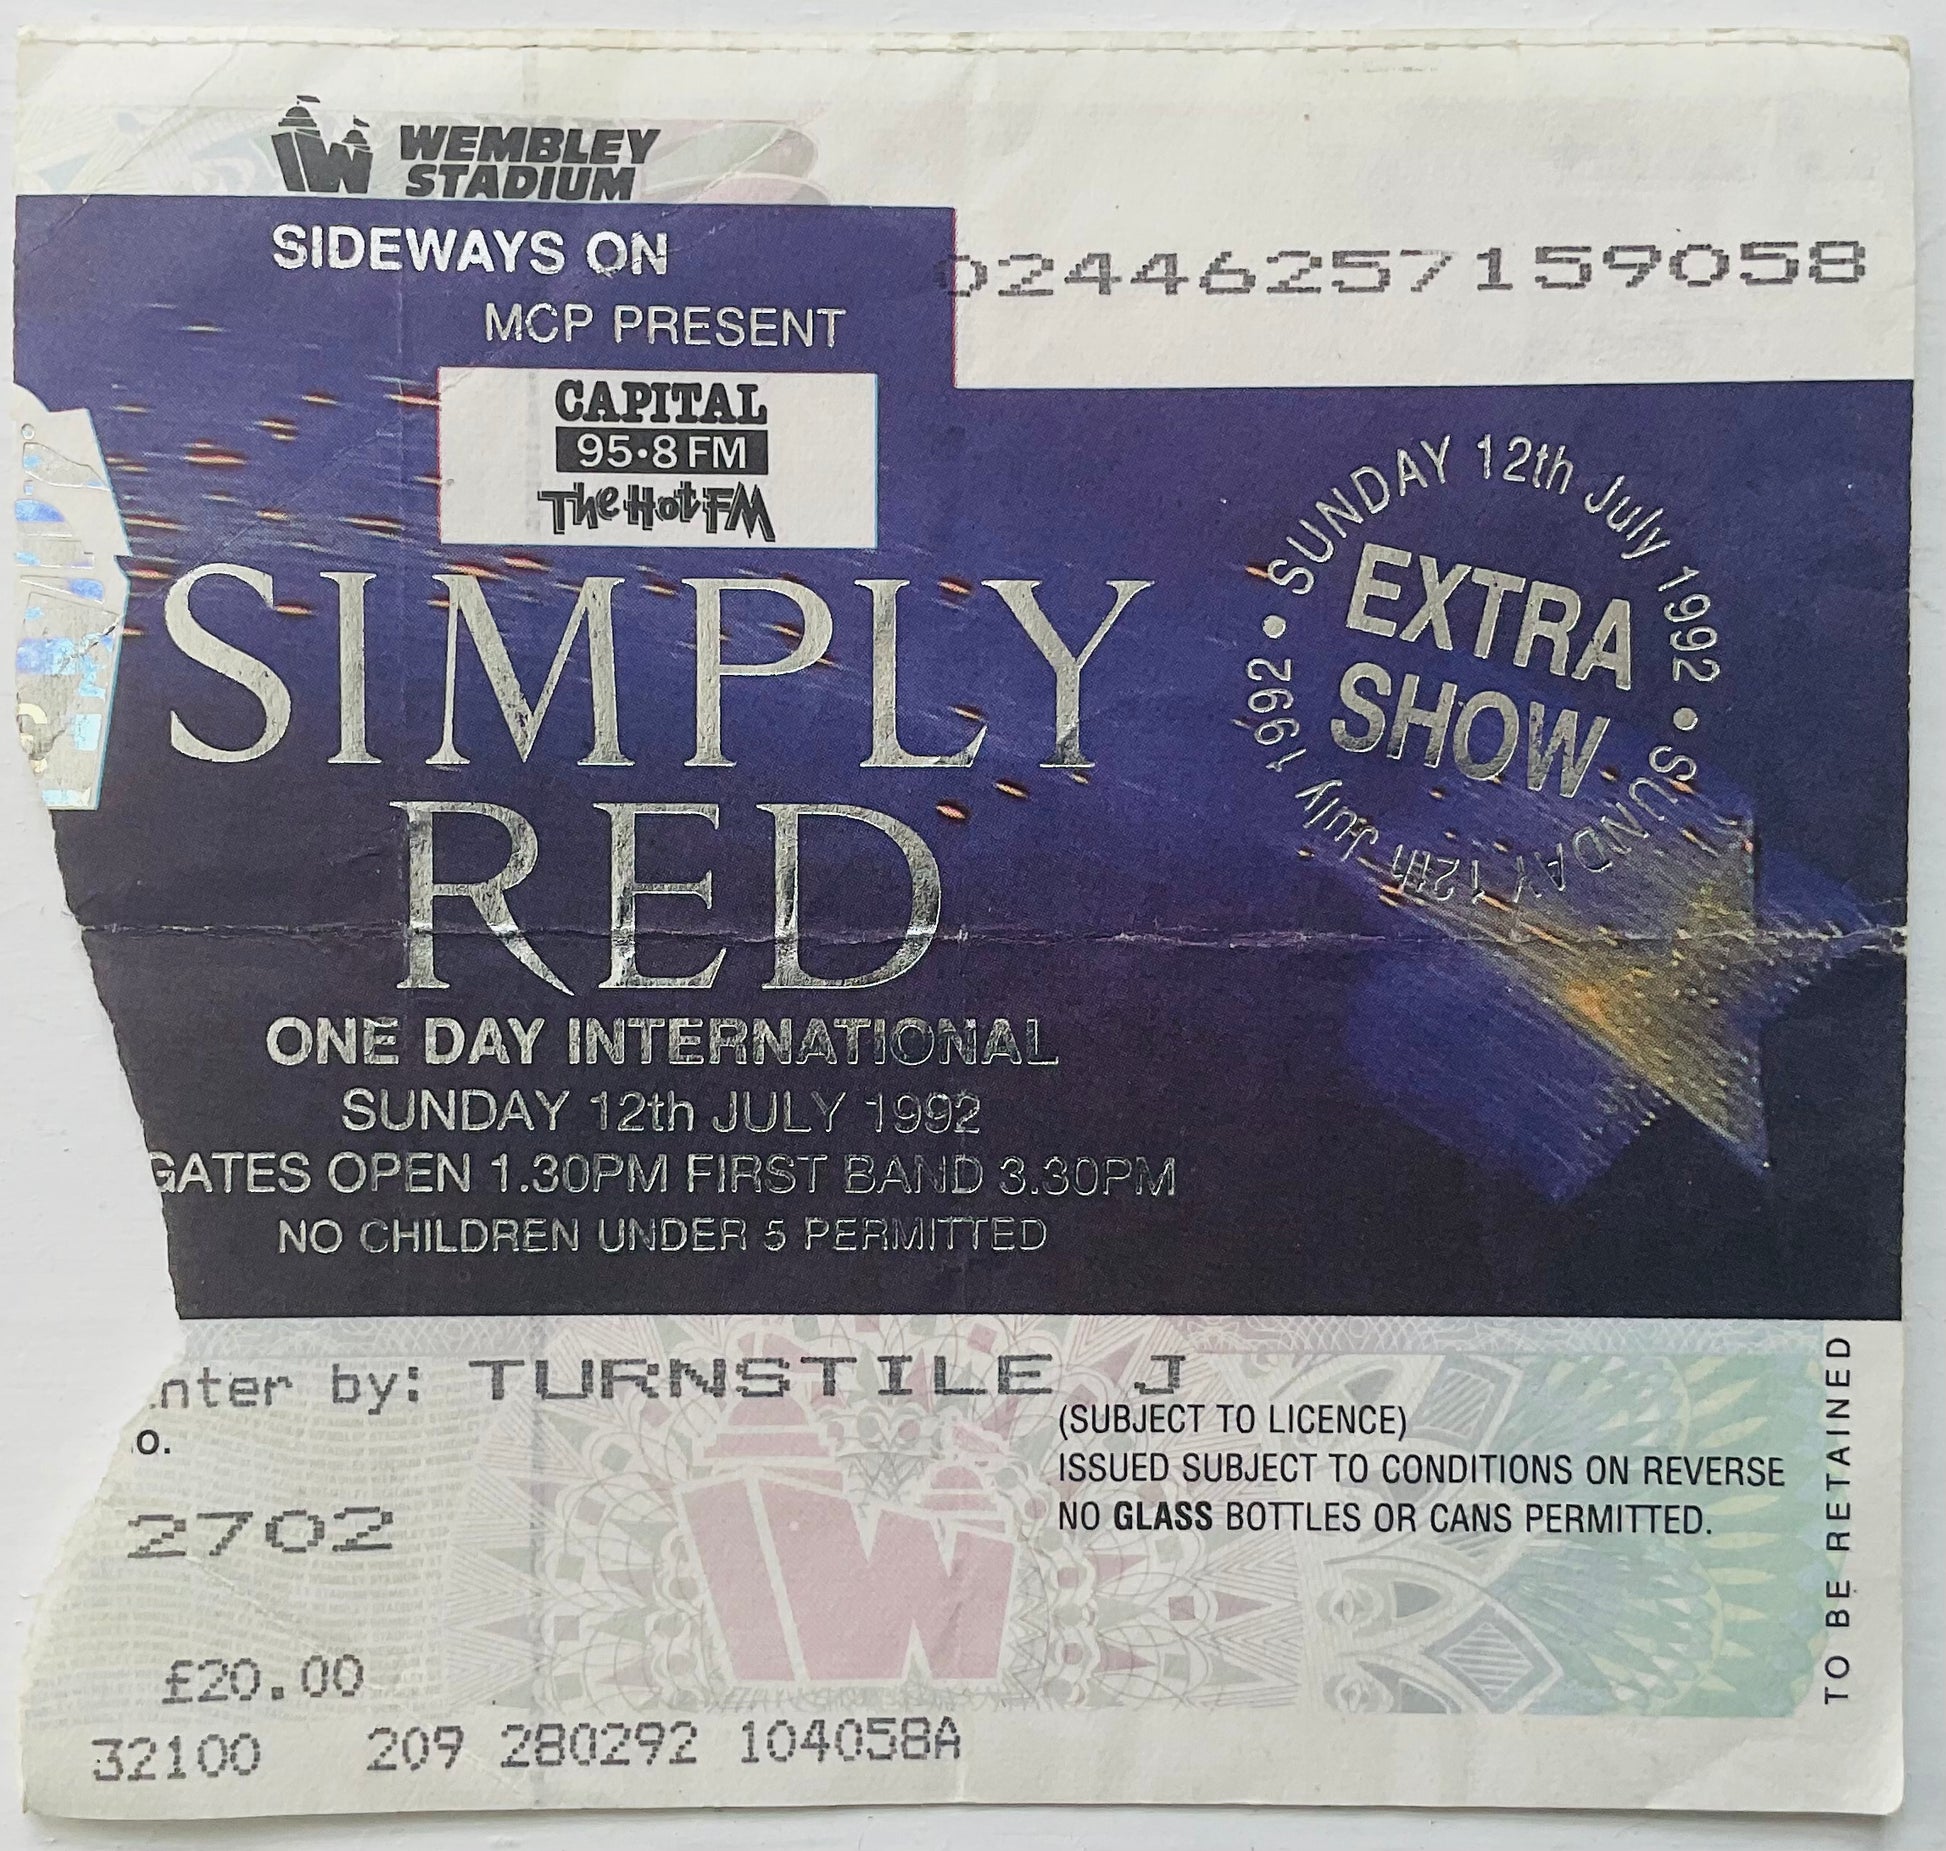 WEMBLEY
STADIUM
SIDEWAYS ON
MCP PRESENT
02446257159058
CAPITAL
95·8 FM
The Hot FM
SIMPLY
RED
SUNDAY 12th July 1992 • SUNDAY 12th July 1992 •
EXTRA
SHOW
ONE DAY INTERNATIONAL
SUNDAY 12th JULY 1992
GATES OPEN 1.30PM FIRST BAND 3.30PM
NO CHILDREN UNDER 5 PERMITTED
nter by: TURNSTILE J
o.
2702
(SUBJECT TO LICENCE)
ISSUED SUBJECT TO CONDITIONS ON REVERSE
NO GLASS BOTTLES OR CANS PERMITTED.
£20.00
32100 209 280292 104058A
TO BE RETAINED